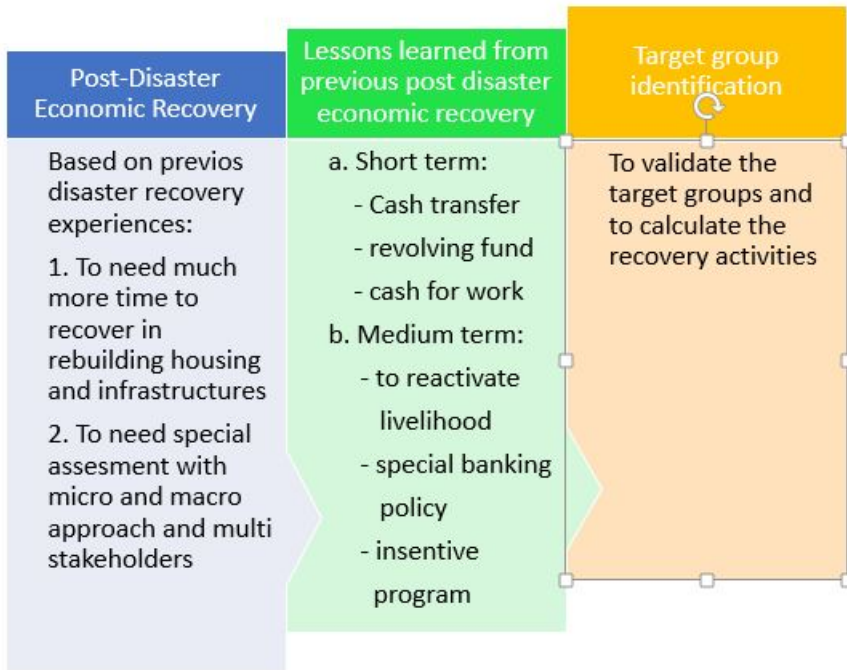 Post-Disaster
Economic Recovery
Based on previos
disaster recovery
experiences:
1. To need much
more time to
recover in
rebuilding housing
and infrastructures
2. To need special
assesment with
micro and macro
approach and multi
stakeholders
Lessons learned from
previous post disaster
economic recovery
a. Short term:
- Cash transfer
- revolving fund
- cash for work
b. Medium term:
- to reactivate
livelihood
- special banking
policy
- insentive
program
Target group
identification
To validate the
target groups and
to calculate the
recovery activities